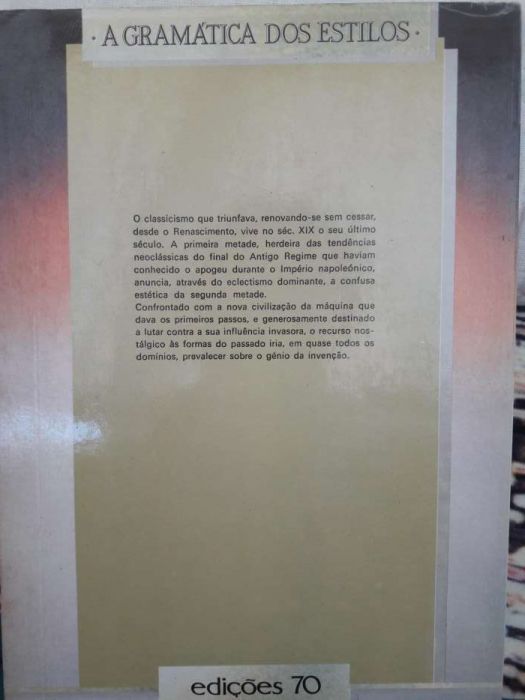 · A GRAMÁTICA DOS ESTILOS ·
O classicismo que triunfava, renovando-se sem cessar,
desde o Renascimento, vive no séc. XIX o seu último
século. A primeira metade, herdeira das tendências
neoclássicas do final do Antigo Regime que haviam
conhecido o apogeu durante o Império napoleónico,
anuncia, através do eclectismo dominante, a confusa
estética da segunda metade.
Confrontado com a nova civilização da máquina que
dava os primeiros passos, e generosamente destinado
a lutar contra a sua influência invasora, o recurso nos-
tálgico às formas do passado iria, em quase todos os
domínios, prevalecer sobre o génio da invenção.
edições 70